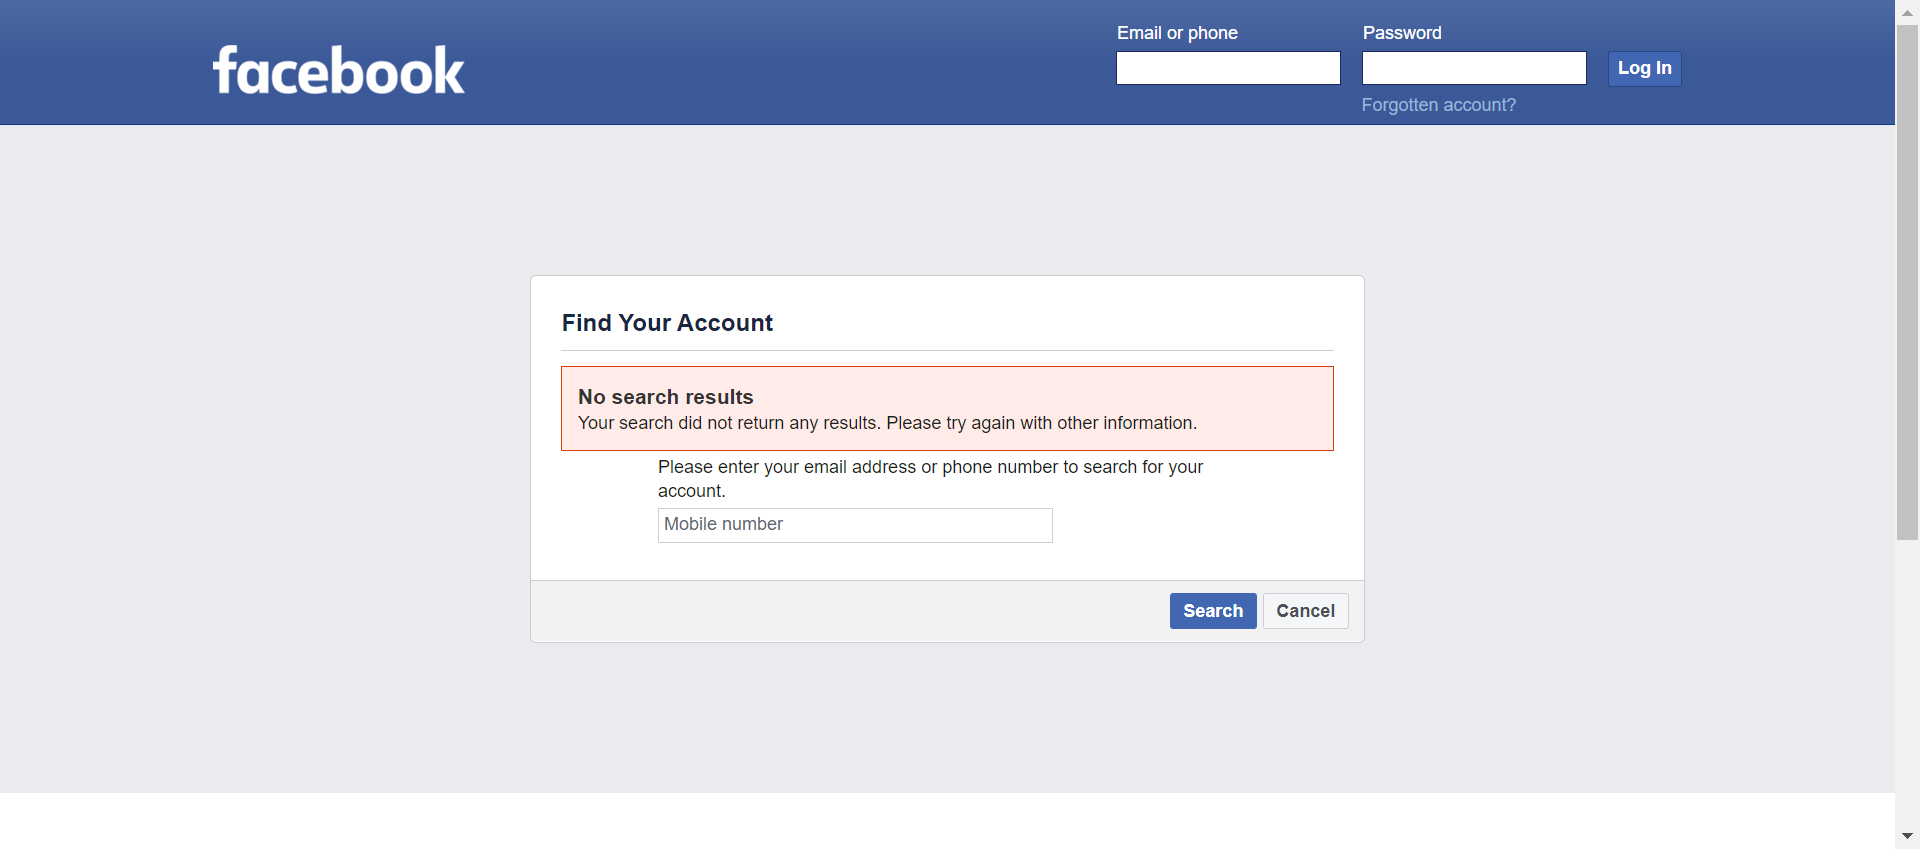 facebook
Email or phone
Password
Log In
Forgotten account?
Find Your Account
No search results
Your search did not return any results. Please try again with other information.
Please enter your email address or phone number to search for your
account.
Mobile number
Search
Cancel